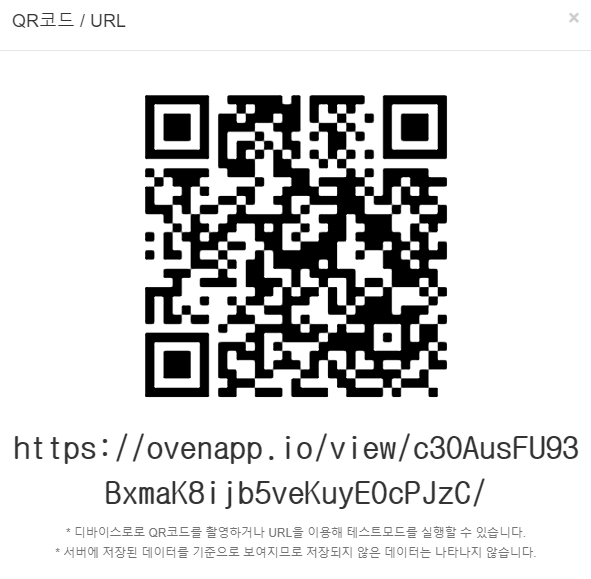 QR코드 / URL
×
https://ovenapp.io/view/c3OAusFU93
BxmaK8ijb5veKuyEOcPJzC/
* 디바이스로로 QR코드를 촬영하거나 URL을 이용해 테스트모드를 실행할 수 있습니다.
* 서버에 저장된 데이터를 기준으로 보여지므로 저장되지 않은 데이터는 나타나지 않습니다.